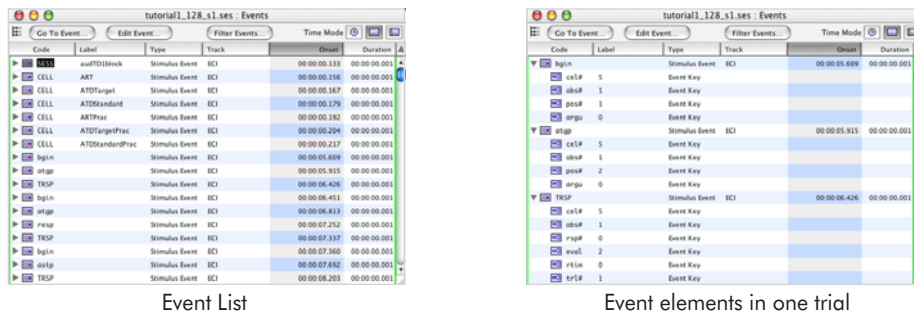 tutorial1_128_s1.ses : Events
Go To Event... Edit Event... Filter Events... Time Mode
Code Label Type Track Onset Duration
SESS audTD1block Stimulus Event ECI 00:00:00.133 00:00:00.001
CELL ART Stimulus Event ECI 00:00:00.156 00:00:00.001
CELL ATDTarget Stimulus Event ECI 00:00:00.167 00:00:00.001
CELL ATDStandard Stimulus Event ECI 00:00:00.179 00:00:00.001
CELL ARTPrac Stimulus Event ECI 00:00:00.192 00:00:00.001
CELL ATDTargetPrac Stimulus Event ECI 00:00:00.204 00:00:00.001
CELL ATDStandardPrac Stimulus Event ECI 00:00:00.217 00:00:00.001
bgin Stimulus Event ECI 00:00:05.609 00:00:00.001
atgp Stimulus Event ECI 00:00:05.915 00:00:00.001
TRSP Stimulus Event ECI 00:00:06.426 00:00:00.001
bgin Stimulus Event ECI 00:00:06.451 00:00:00.001
atgp Stimulus Event ECI 00:00:06.813 00:00:00.001
resp Stimulus Event ECI 00:00:07.252 00:00:00.001
TRSP Stimulus Event ECI 00:00:07.337 00:00:00.001
bgin Stimulus Event ECI 00:00:07.360 00:00:00.001
astp Stimulus Event ECI 00:00:07.692 00:00:00.001
TRSP Stimulus Event ECI 00:00:08.203 00:00:00.001
Event List
tutorial1_128_s1.ses : Events
Go To Event... Edit Event... Filter Events... Time Mode
Code Label Type Track Onset Duration
bgin Stimulus Event ECI 00:00:05.609 00:00:00.001
cel# 5 Event Key
obs# 1 Event Key
pos# 1 Event Key
argu 0 Event Key
atgp Stimulus Event ECI 00:00:05.915 00:00:00.001
cel# 5 Event Key
obs# 1 Event Key
pos# 2 Event Key
argu 0 Event Key
TRSP Stimulus Event ECI 00:00:06.426 00:00:00.001
cel# 5 Event Key
obs# 1 Event Key
rsp# 0 Event Key
eval 2 Event Key
rtim 0 Event Key
trl# 1 Event Key
Event elements in one trial